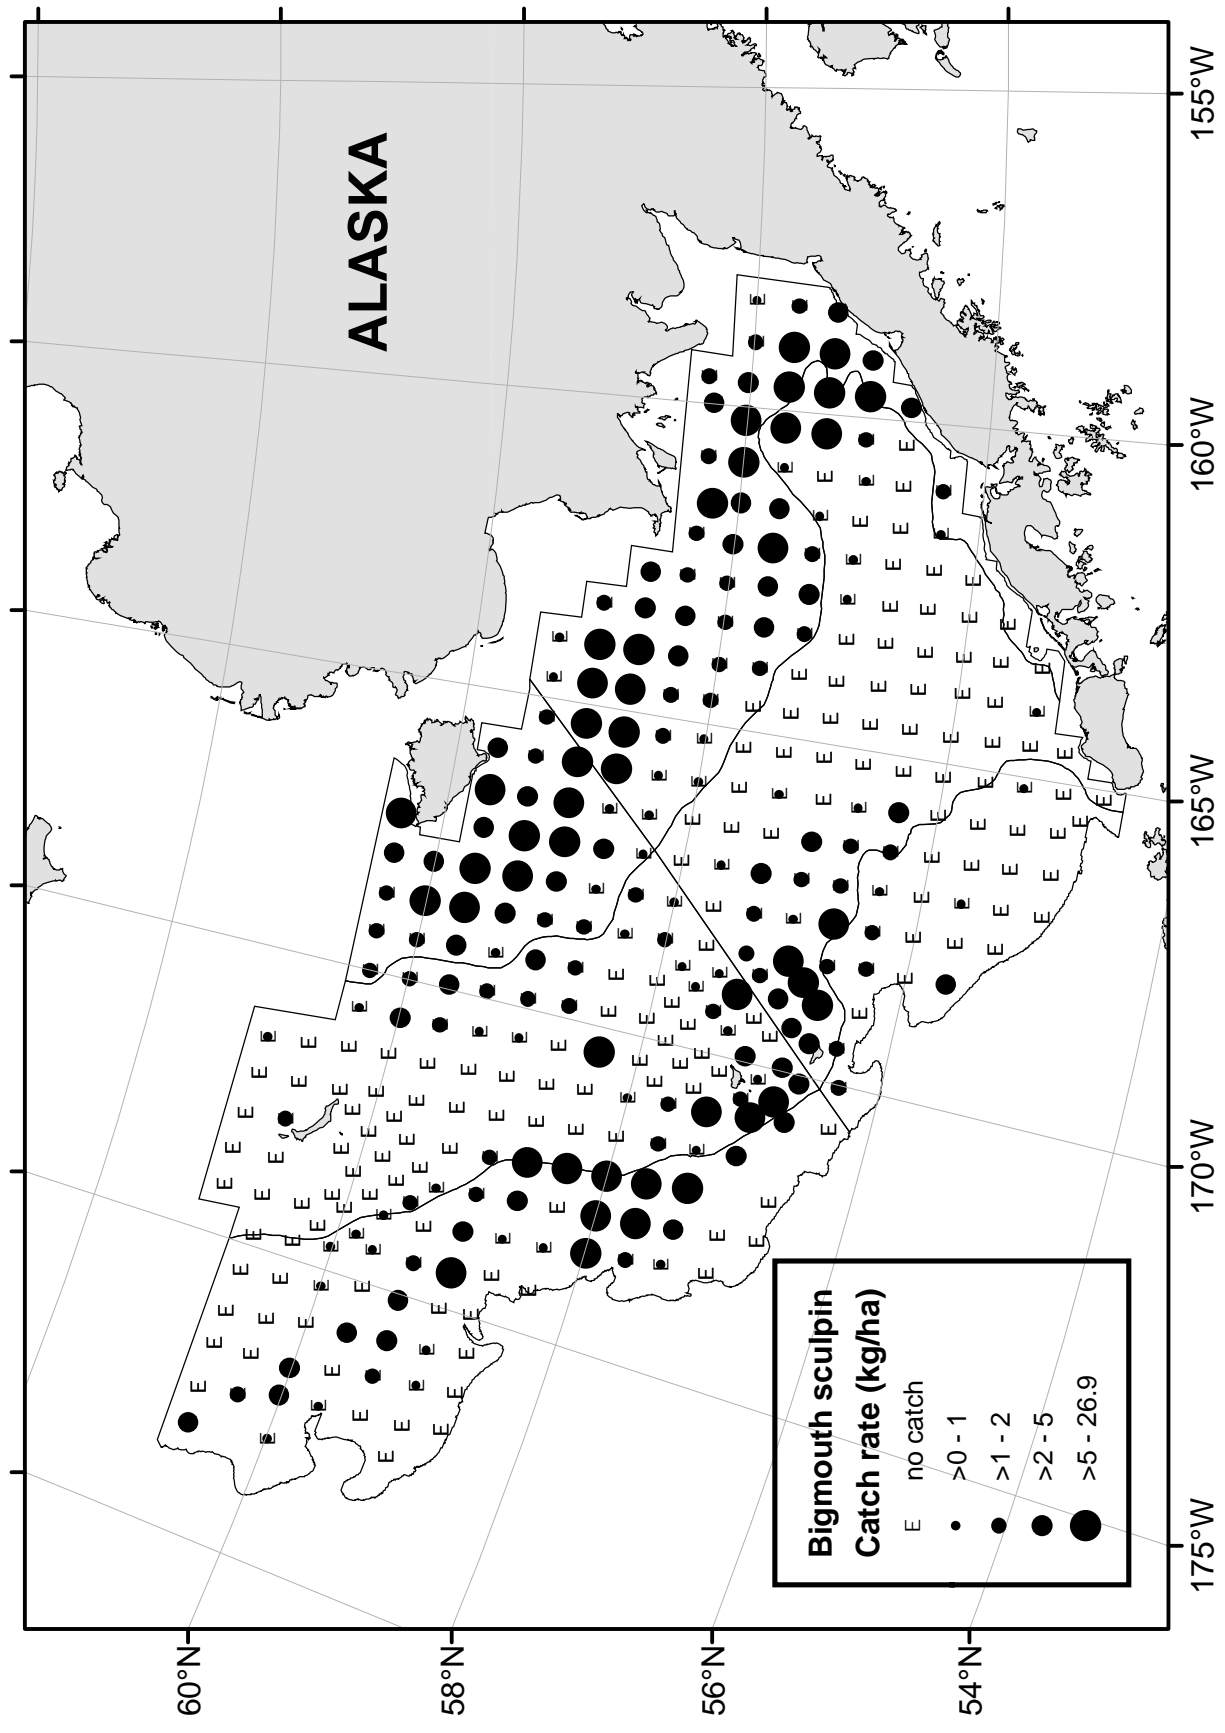 ALASKA
60°N
58°N
56°N
54°N
175°W
170°W
165°W
160°W
155°W
Bigmouth sculpin
Catch rate (kg/ha)
E no catch
>0 - 1
>1 - 2
>2 - 5
>5 - 26.9